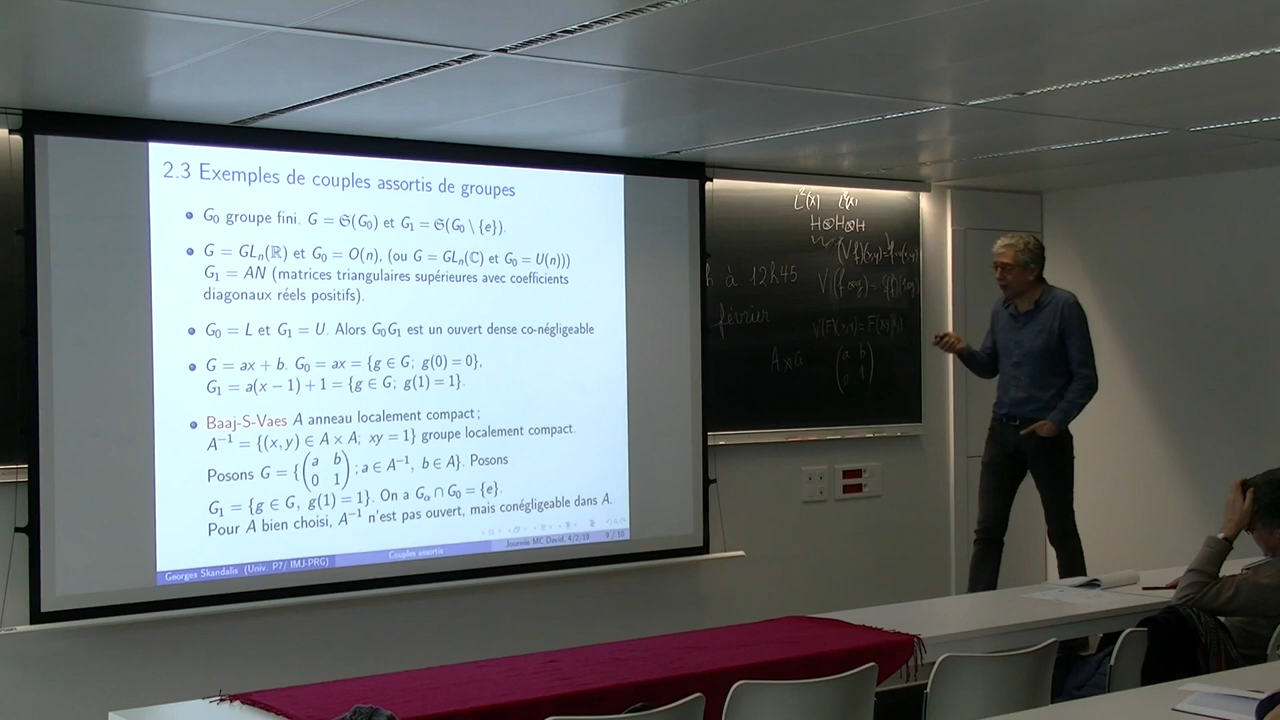 2.3 Exemples de couples assortis de groupes
• G₀ groupe fini. G = 𝔖(G₀) et G₁ = 𝔖(G₀ \ {e}).
• G = GLₙ(ℝ) et G₀ = O(n), (ou G = GLₙ(ℂ) et G₀ = U(n)))
G₁ = AN (matrices triangulaires supérieures avec coefficients
diagonaux réels positifs).
• G₀ = L et G₁ = U. Alors G₀G₁ est un ouvert dense co-négligeable
• G = ax + b. G₀ = ax = {g ∈ G; g(0) = 0},
G₁ = a(x − 1) + 1 = {g ∈ G; g(1) = 1}.
• Baaj-S-Vaes A anneau localement compact;
A⁻¹ = {(x, y) ∈ A × A; xy = 1} groupe localement compact.
Posons G = {(a b
0 1); a ∈ A⁻¹, b ∈ A}. Posons
G₁ = {g ∈ G, g(1) = 1}. On a Gα ∩ G₀ = {e}.
Pour A bien choisi, A⁻¹ n'est pas ouvert, mais conégligeable dans A.
Georges Skandalis (Univ. P7/ IMJ-PRG) Couples assortis Journée MC David, 4/2/19 9 / 10
L²(X)
H⊗H⊗H
h à 12h45
février
(a b
0 1)